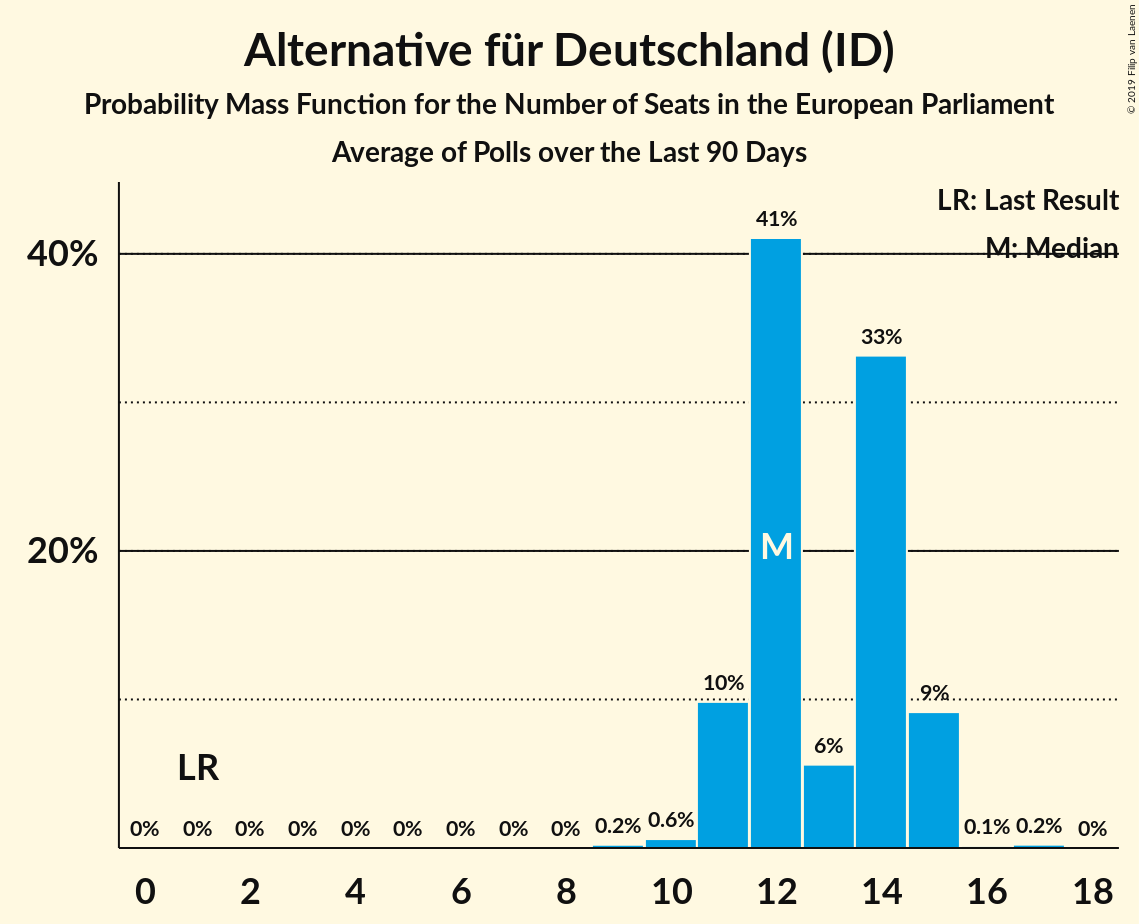 Alternative für Deutschland (ID)
Probability Mass Function for the Number of Seats in the European Parliament
Average of Polls over the Last 90 Days
© 2019 Filip van Laenen
LR: Last Result
M: Median
40%
20%
41%
33%
10%
9%
6%
M
LR
0% 0% 0% 0% 0% 0% 0% 0% 0% 0.2% 0.6% 0.1% 0.2% 0%
0 2 4 6 8 10 12 14 16 18